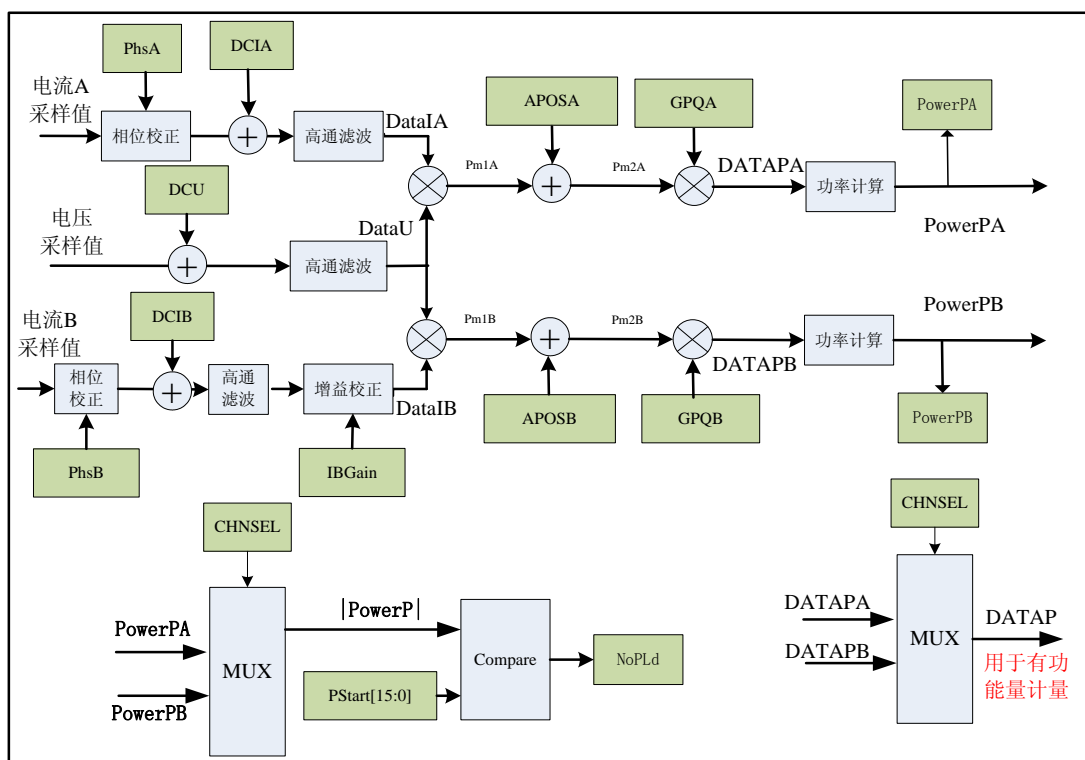 PhsA
DCIA
电流A
采样值
相位校正
高通滤波
DataIA
APOSA
GPQA
PowerPA
Pm1A
Pm2A
DATAPA
功率计算
PowerPA
DCU
电压
采样值
高通滤波
DataU
电流B
采样值
DCIB
相位
校正
高通
滤波
增益校正
DataIB
Pm1B
Pm2B
DATAPB
功率计算
PowerPB
PowerPB
PhsB
IBGain
APOSB
GPQB
CHNSEL
PowerPA
PowerPB
MUX
|PowerP|
PStart[15:0]
Compare
NoPLd
CHNSEL
DATAPA
DATAPB
MUX
DATAP
用于有功
能量计量